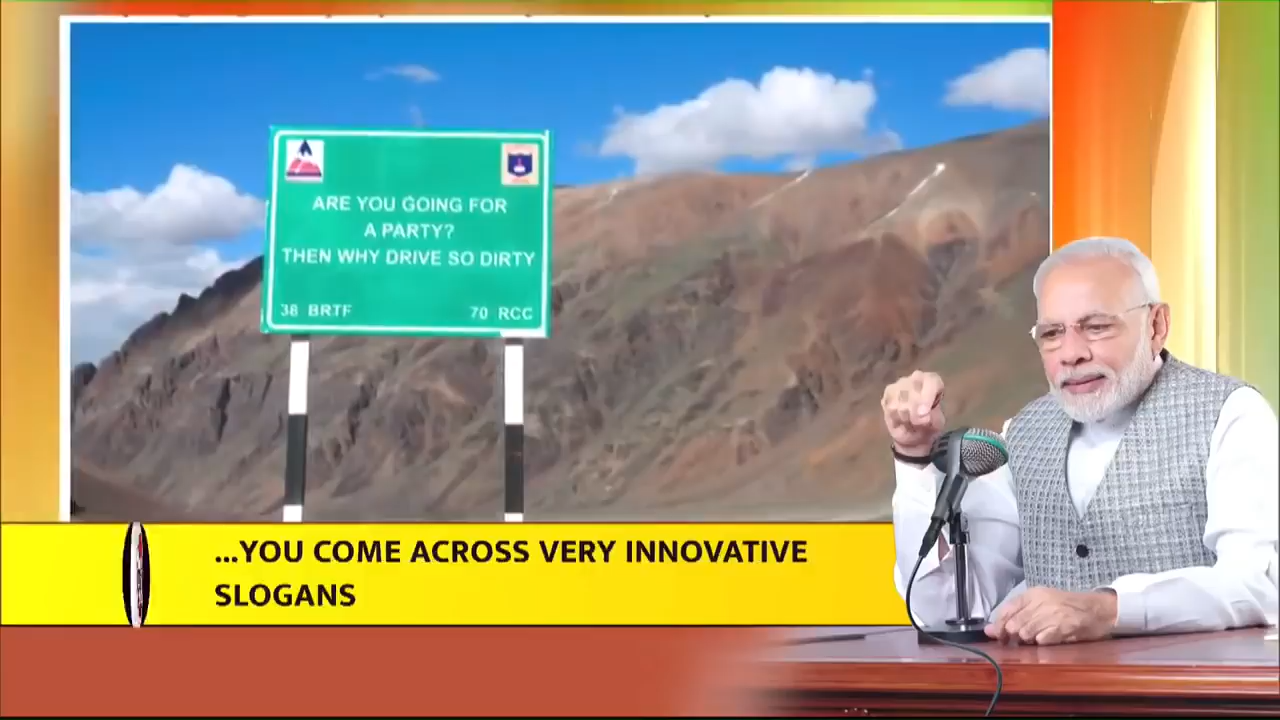 ARE YOU GOING FOR
A PARTY?
THEN WHY DRIVE SO DIRTY
38 BRTF 70 RCC
...YOU COME ACROSS VERY INNOVATIVE
SLOGANS